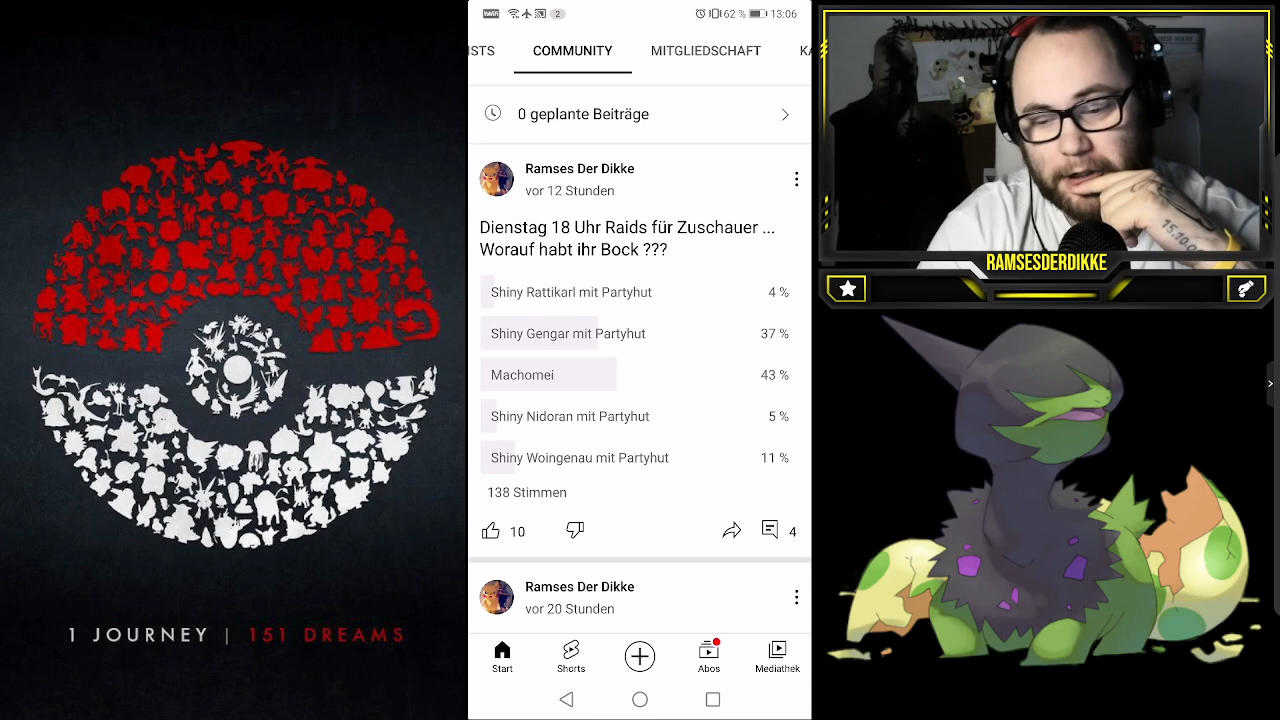 VoWiFi 2 62 % 13:06
ISTS COMMUNITY MITGLIEDSCHAFT KA
0 geplante Beiträge
Ramses Der Dikke
vor 12 Stunden
Dienstag 18 Uhr Raids für Zuschauer ...
Worauf habt ihr Bock ???
Shiny Rattikarl mit Partyhut 4 %
Shiny Gengar mit Partyhut 37 %
Machomei 43 %
Shiny Nidoran mit Partyhut 5 %
Shiny Woingenau mit Partyhut 11 %
138 Stimmen
10 4
Ramses Der Dikke
vor 20 Stunden
Start Shorts Abos Mediathek
1 JOURNEY | 151 DREAMS
RAMSESDERDIKKE